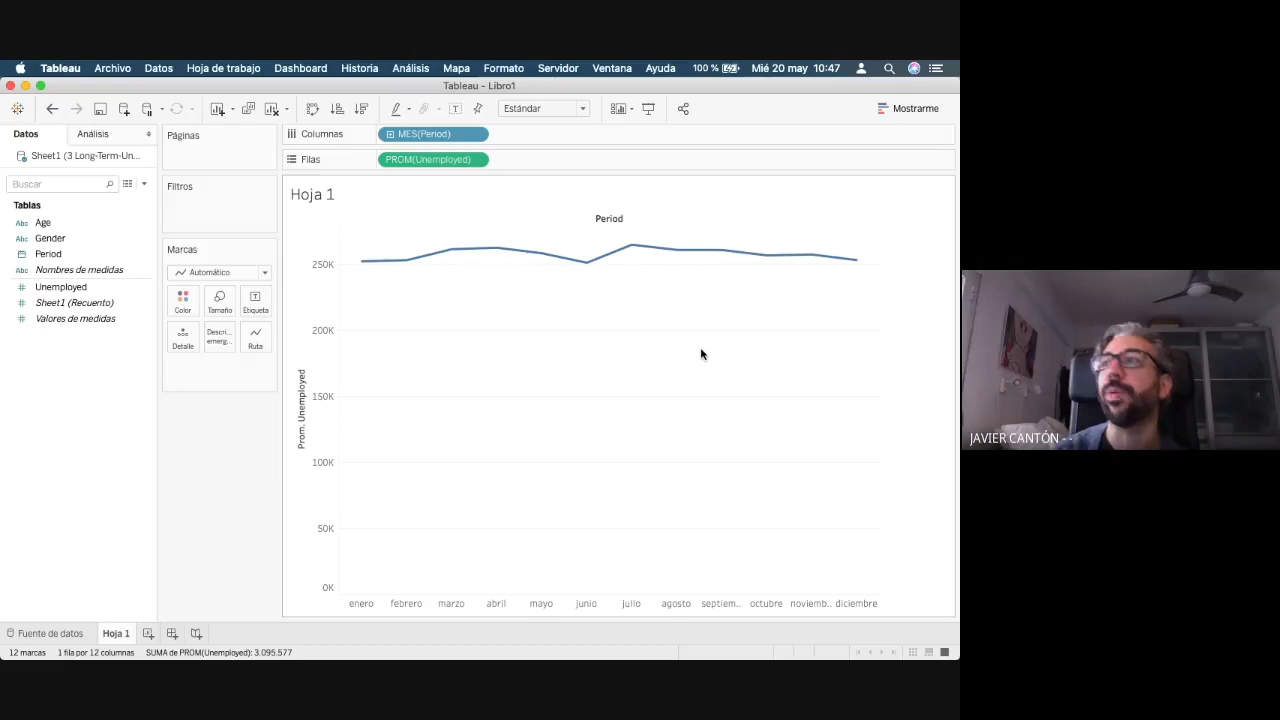 Tableau Archivo Datos Hoja de trabajo Dashboard Historia Análisis Mapa Formato Servidor Ventana Ayuda 100 % Mié 20 may 10:47
Tableau - Libro1
Estándar Mostrarme
Datos Análisis
Sheet1 (3 Long-Term-Un...
Buscar
Tablas
Abc Age
Abc Gender
Period
Abc Nombres de medidas
Unemployed
Sheet1 (Recuento)
Valores de medidas
Páginas
Filtros
Marcas
Automático
Color Tamaño Etiqueta
Detalle Descri... emerg... Ruta
Columnas MES(Period)
Filas PROM(Unemployed)
Hoja 1
Period
Prom. Unemployed
250K
200K
150K
100K
50K
0K
enero febrero marzo abril mayo junio julio agosto septiem.. octubre noviemb.. diciembre
Fuente de datos Hoja 1
12 marcas 1 fila por 12 columnas SUMA de PROM(Unemployed): 3.095.577
JAVIER CANTÓN - -